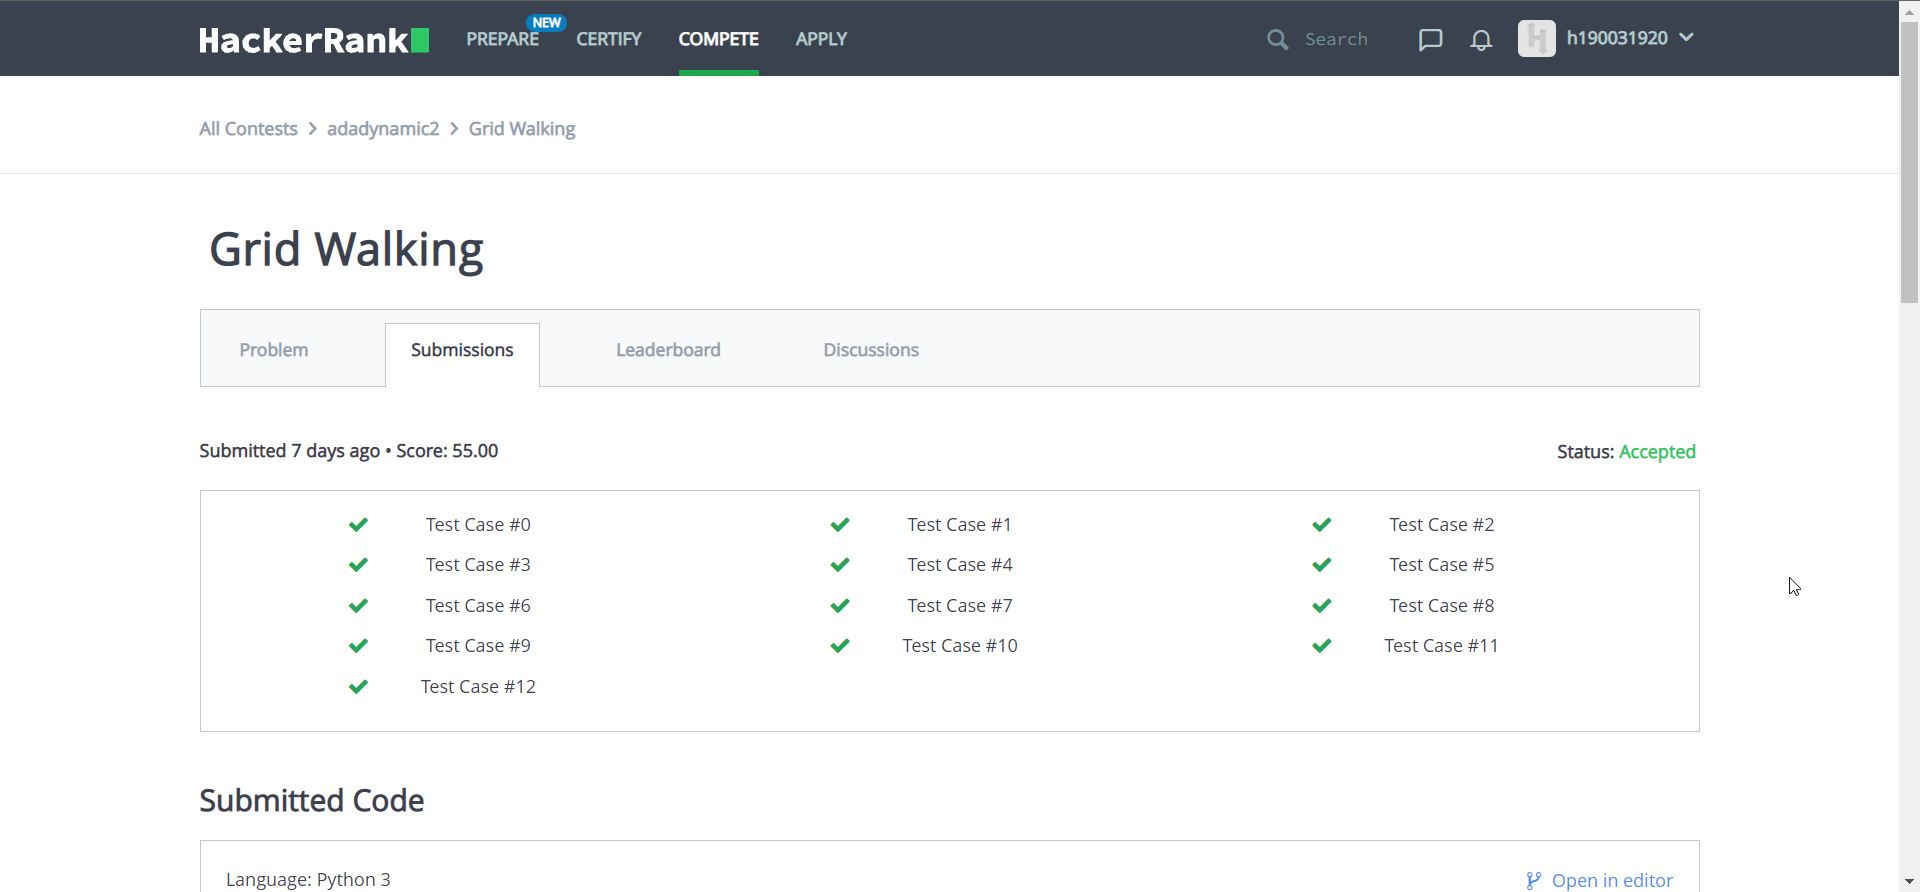 HackerRank PREPARE NEW CERTIFY COMPETE APPLY Search h190031920
All Contests > adadynamic2 > Grid Walking
Grid Walking
Problem Submissions Leaderboard Discussions
Submitted 7 days ago • Score: 55.00 Status: Accepted
Test Case #0 Test Case #1 Test Case #2
Test Case #3 Test Case #4 Test Case #5
Test Case #6 Test Case #7 Test Case #8
Test Case #9 Test Case #10 Test Case #11
Test Case #12
Submitted Code
Language: Python 3 Open in editor